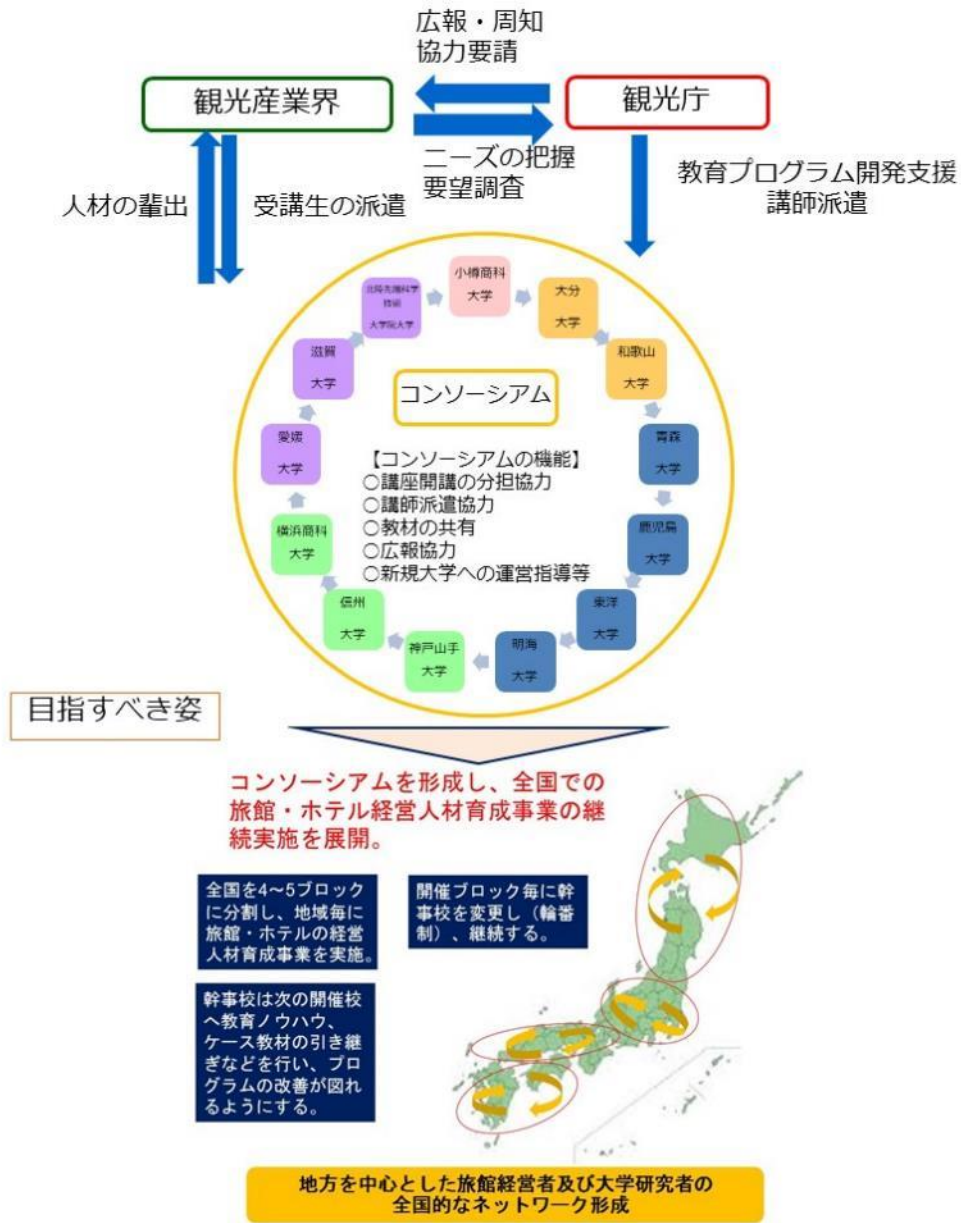 広報・周知
協力要請
観光産業界
観光庁
ニーズの把握
要望調査
教育プログラム開発支援
講師派遣
人材の輩出
受講生の派遣
小樽商科
大学
大分
大学
和歌山
大学
青森
大学
鹿児島
大学
東洋
大学
明海
大学
神戸山手
大学
信州
大学
横浜商科
大学
愛媛
大学
滋賀
大学
北陸先端科学
技術
大学院大学
コンソーシアム
【コンソーシアムの機能】
○講座開講の分担協力
○講師派遣協力
○教材の共有
○広報協力
○新規大学への運営指導等
目指すべき姿
コンソーシアムを形成し、全国での
旅館・ホテル経営人材育成事業の継
続実施を展開。
全国を4~5ブロック
に分割し、地域毎に
旅館・ホテルの経営
人材育成事業を実施。
開催ブロック毎に幹
事校を変更し（輪番
制）、継続する。
幹事校は次の開催校
へ教育ノウハウ、
ケース教材の引き継
ぎなどを行い、プロ
グラムの改善が図れ
るようにする。
地方を中心とした旅館経営者及び大学研究者の
全国的なネットワーク形成